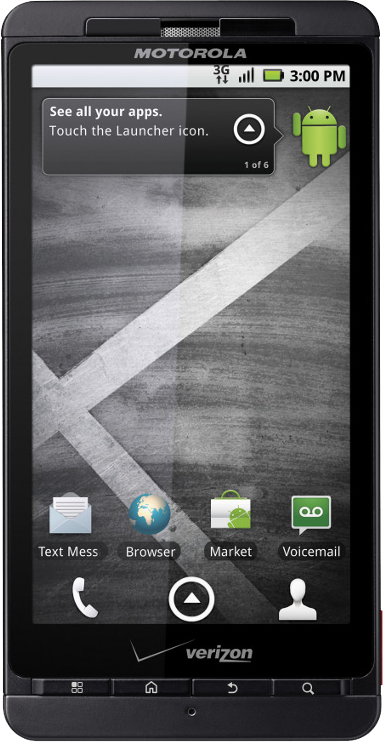 MOTOROLA
3G 3:00 PM
See all your apps.
Touch the Launcher icon.
1 of 6
Text Mess Browser Market Voicemail
verizon